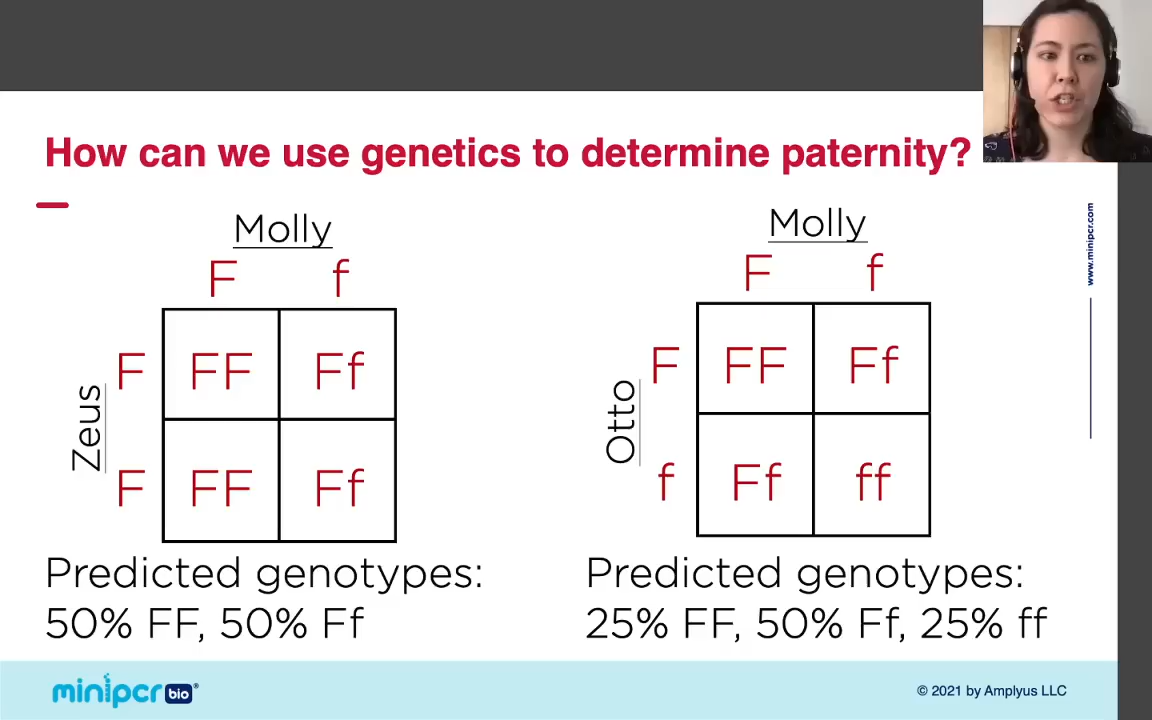 How can we use genetics to determine paternity?
Molly
F f
Zeus
F FF Ff
F FF Ff
Predicted genotypes:
50% FF, 50% Ff
Molly
F f
Otto
F FF Ff
f Ff ff
Predicted genotypes:
25% FF, 50% Ff, 25% ff
www.minipcr.com
minipcr bio®
© 2021 by Amplyus LLC